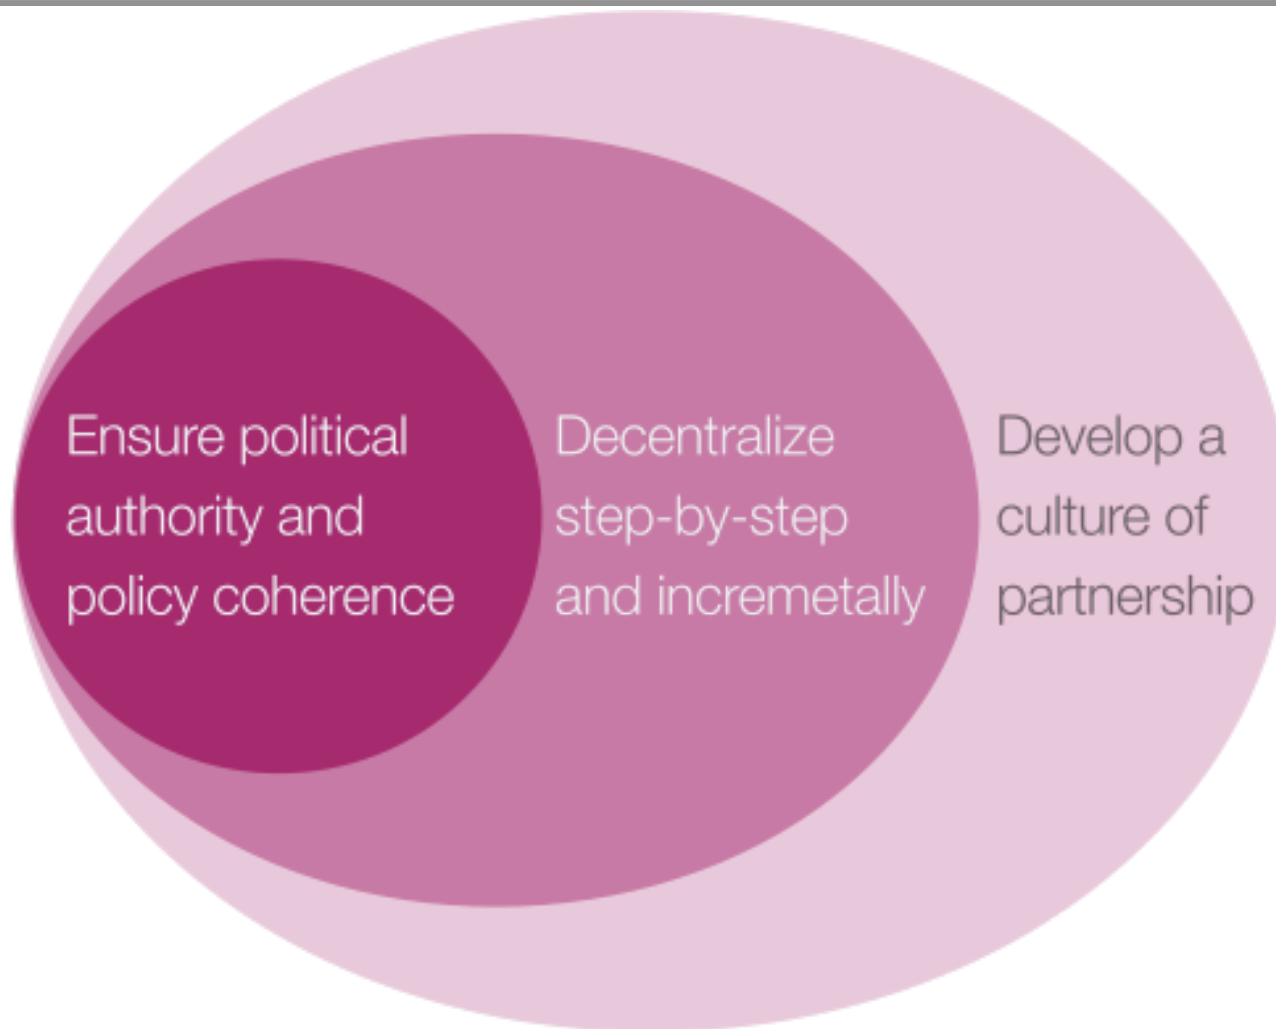 Ensure political
authority and
policy coherence
Decentralize
step-by-step
and incremetally
Develop a
culture of
partnership